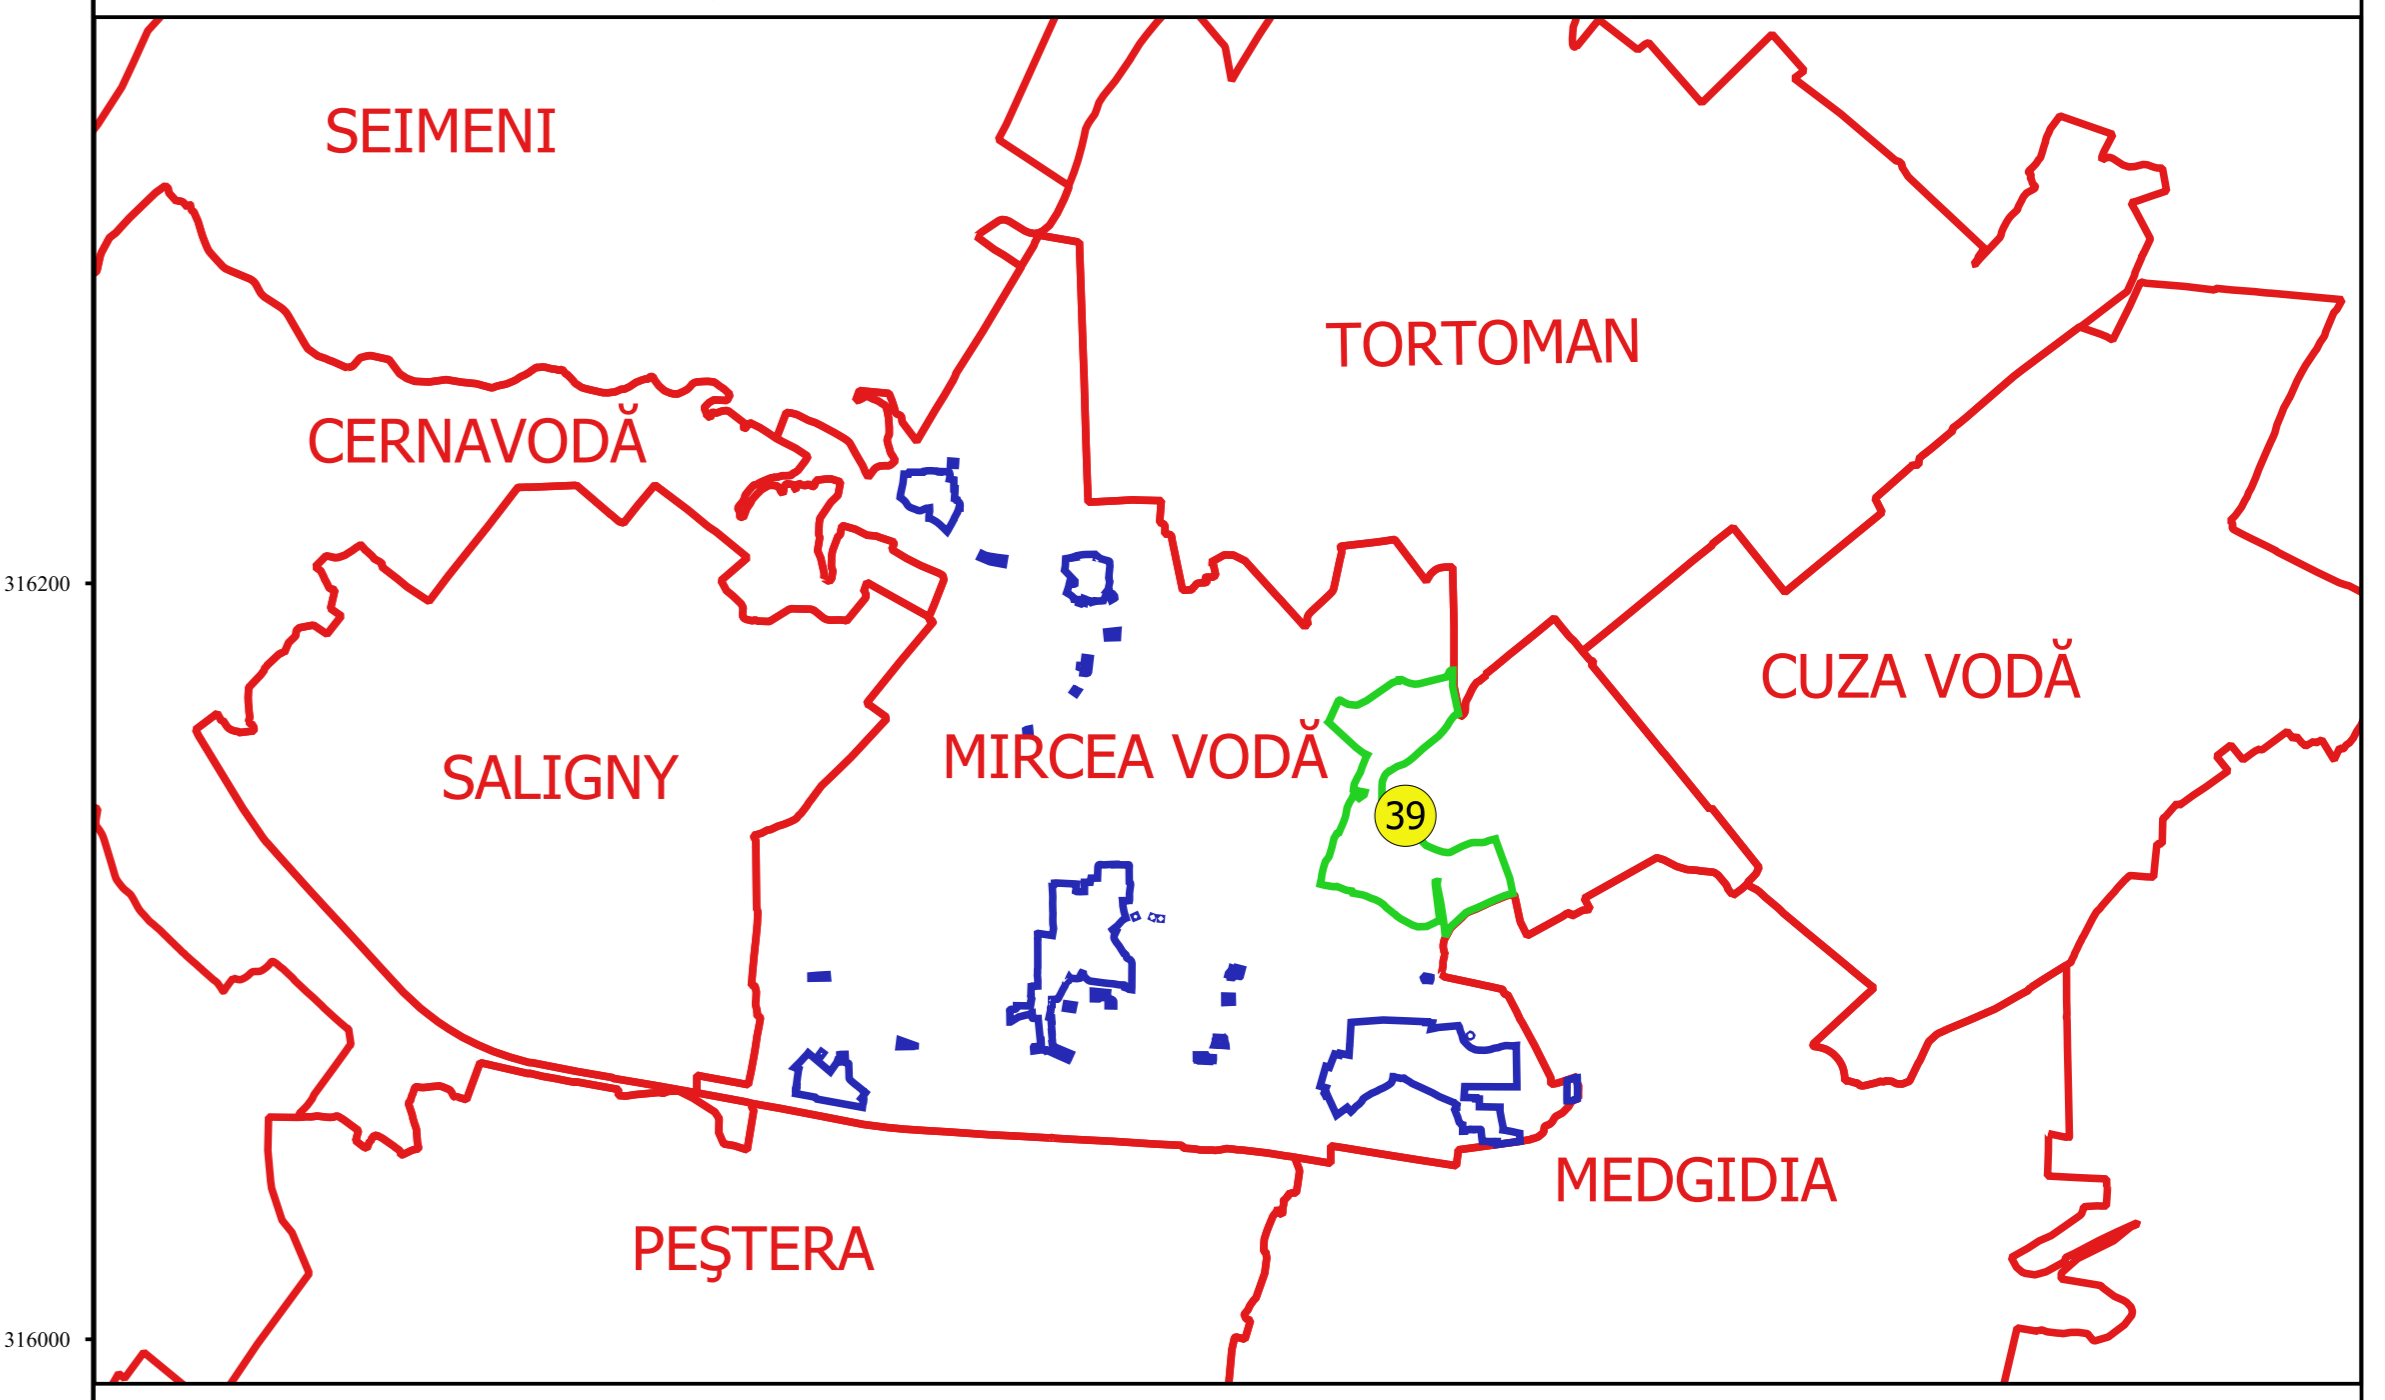 SEIMENI
TORTOMAN
CERNAVODĂ
316200
CUZA VODĂ
MIRCEA VODĂ
SALIGNY
39
MEDGIDIA
PEŞTERA
316000